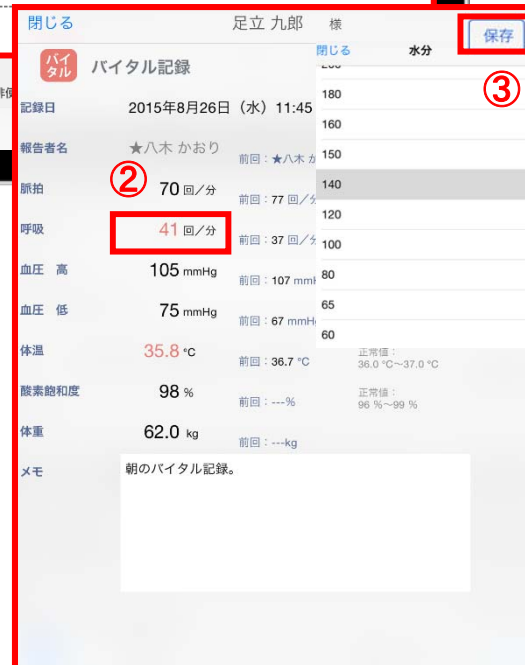 閉じる 足立 九郎 様 保存
バイタル バイタル記録
閉じる 水分
③
記録日 2015年8月26日（水）11:45
報告者名 ★八木 かおり 前回：★八木 か
②
脈拍 70 回／分 前回：77 回／分
呼吸 41 回／分 前回：37 回／分
血圧 高 105 mmHg 前回：107 mmH
血圧 低 75 mmHg 前回：67 mmHg
体温 35.8 ℃ 前回：36.7 ℃ 正常値： 36.0 ℃～37.0 ℃
酸素飽和度 98 % 前回：---% 正常値： 96 %～99 %
体重 62.0 kg 前回：---kg
メモ 朝のバイタル記録。
180
160
150
140
120
100
80
65
60